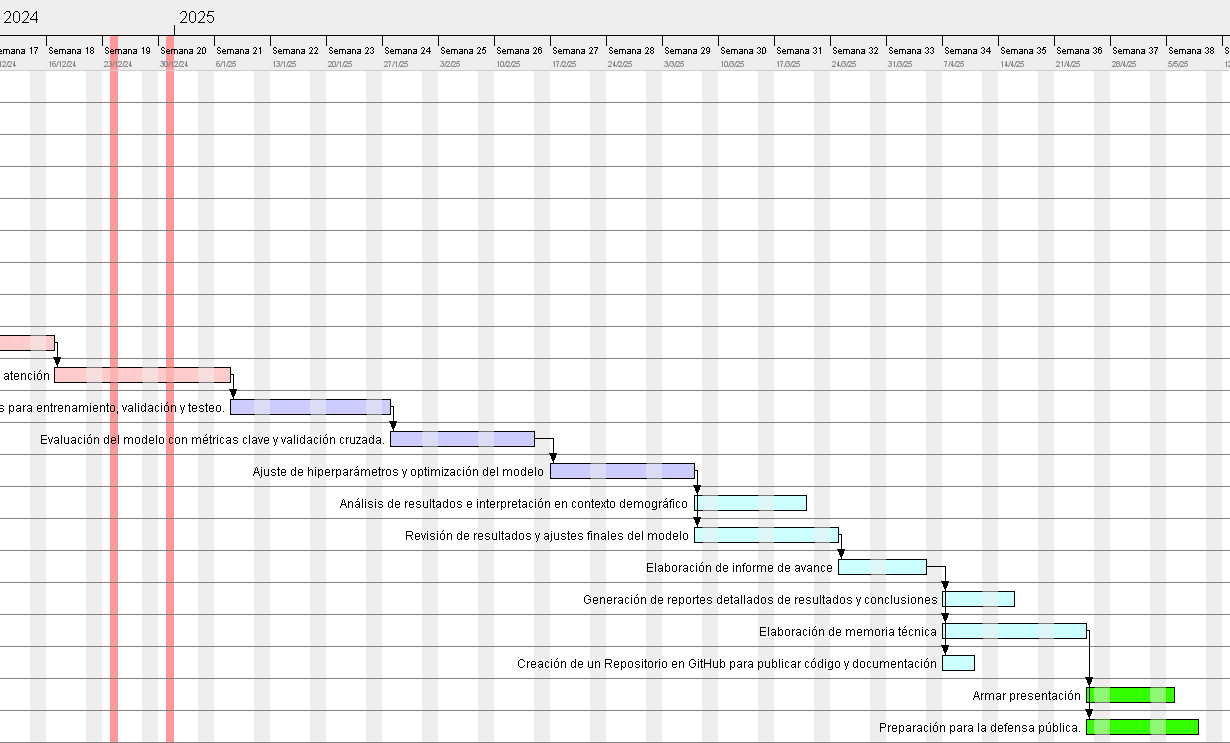 2024 2025
emana 17 Semana 18 Semana 19 Semana 20 Semana 21 Semana 22 Semana 23 Semana 24 Semana 25 Semana 26 Semana 27 Semana 28 Semana 29 Semana 30 Semana 31 Semana 32 Semana 33 Semana 34 Semana 35 Semana 36 Semana 37 Semana 38 S
12/24 16/12/24 23/12/24 30/12/24 6/1/25 13/1/25 20/1/25 27/1/25 3/2/25 10/2/25 17/2/25 24/2/25 3/3/25 10/3/25 17/3/25 24/3/25 31/3/25 7/4/25 14/4/25 21/4/25 28/4/25 5/5/25 12
atención
s para entrenamiento, validación y testeo.
Evaluación del modelo con métricas clave y validación cruzada.
Ajuste de hiperparámetros y optimización del modelo
Análisis de resultados e interpretación en contexto demográfico
Revisión de resultados y ajustes finales del modelo
Elaboración de informe de avance
Generación de reportes detallados de resultados y conclusiones
Elaboración de memoria técnica
Creación de un Repositorio en GitHub para publicar código y documentación
Armar presentación
Preparación para la defensa pública.